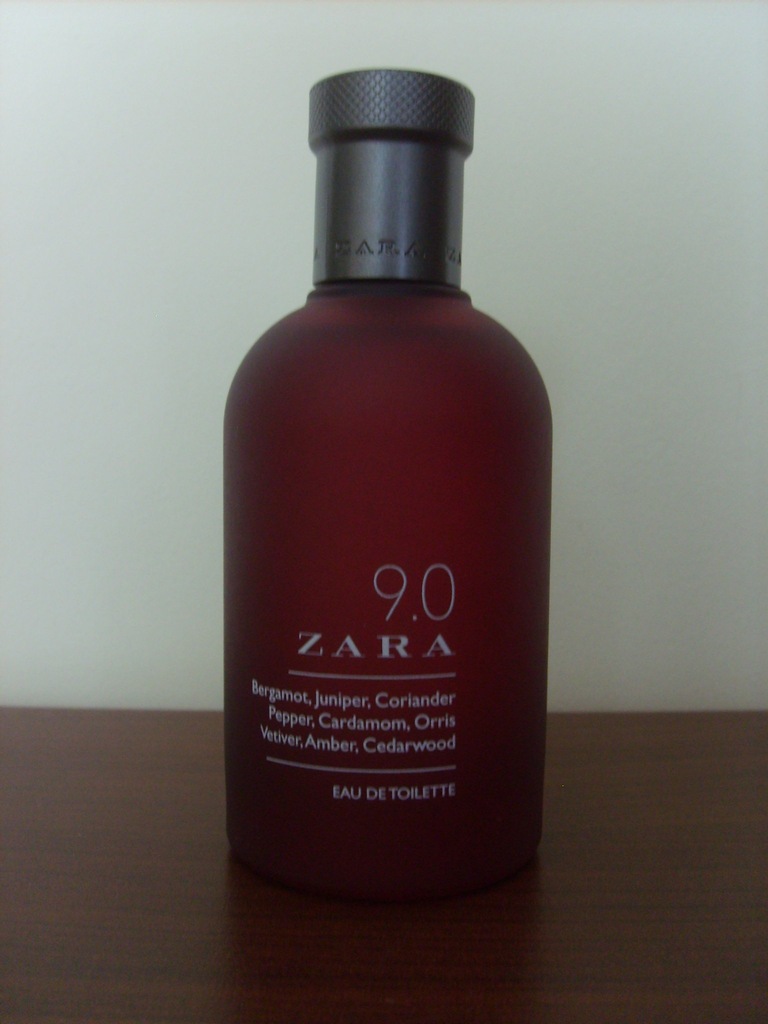 ZARA
9.0
ZARA
Bergamot, Juniper, Coriander
Pepper, Cardamom, Orris
Vetiver, Amber, Cedarwood
EAU DE TOILETTE